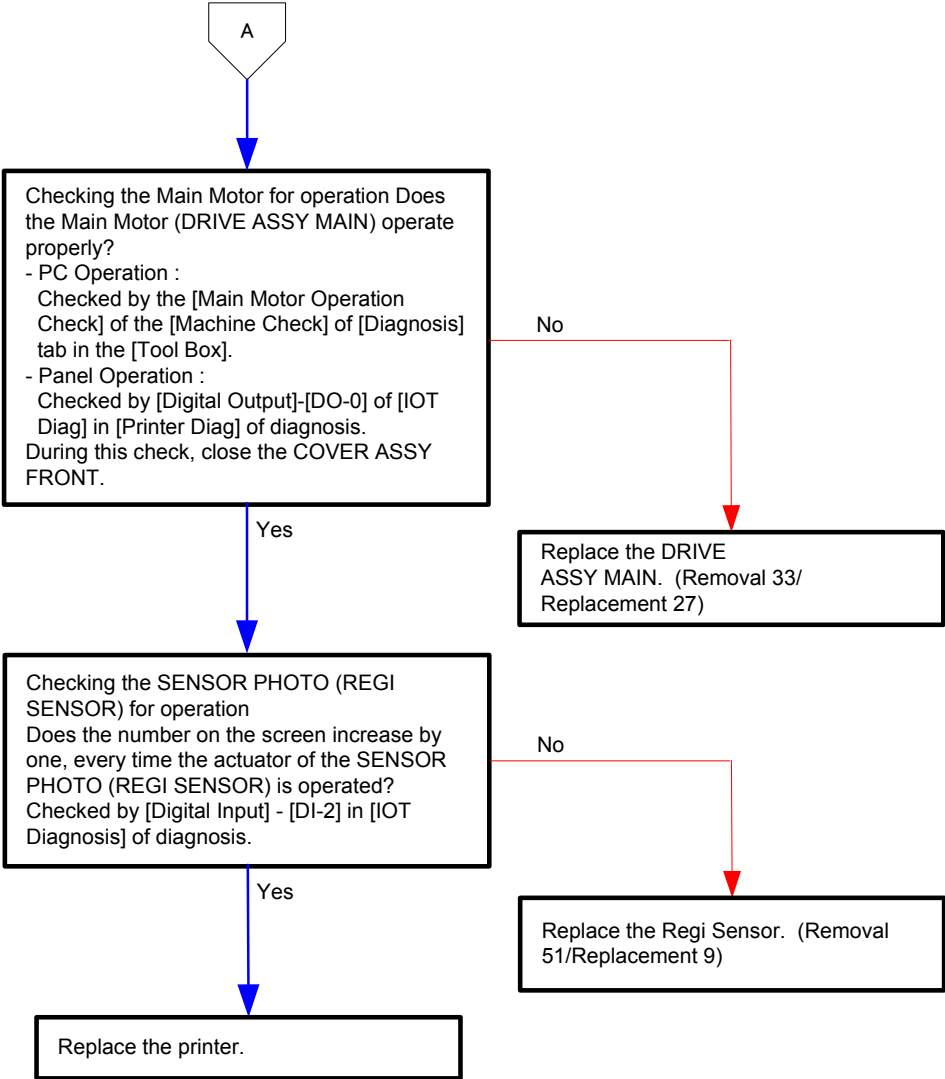 A
Checking the Main Motor for operation Does
the Main Motor (DRIVE ASSY MAIN) operate
properly?
- PC Operation :
Checked by the [Main Motor Operation
Check] of the [Machine Check] of [Diagnosis]
tab in the [Tool Box].
- Panel Operation :
Checked by [Digital Output]-[DO-0] of [IOT
Diag] in [Printer Diag] of diagnosis.
During this check, close the COVER ASSY
FRONT.
No
Yes
Replace the DRIVE
ASSY MAIN.  (Removal 33/
Replacement 27)
Checking the SENSOR PHOTO (REGI
SENSOR) for operation
Does the number on the screen increase by
one, every time the actuator of the SENSOR
PHOTO (REGI SENSOR) is operated?
Checked by [Digital Input] - [DI-2] in [IOT
Diagnosis] of diagnosis.
No
Yes
Replace the Regi Sensor.  (Removal
51/Replacement 9)
Replace the printer.